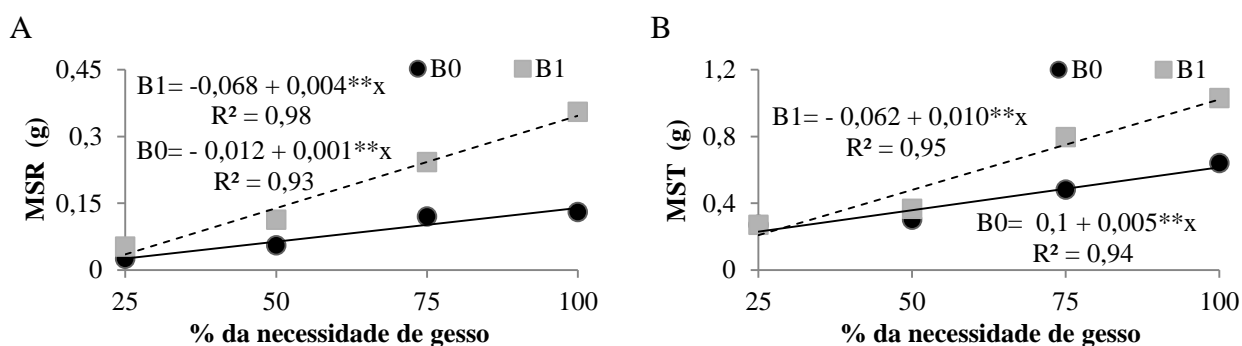 A
MSR (g)
0,45
0,3
0,15
0
B0 B1
B1= -0,068 + 0,004**x
R² = 0,98
B0= - 0,012 + 0,001**x
R² = 0,93
25 50 75 100
% da necessidade de gesso
B
MST (g)
1,2
0,8
0,4
0
B0 B1
B1= - 0,062 + 0,010**x
R² = 0,95
B0= 0,1 + 0,005**x
R² = 0,94
25 50 75 100
% da necessidade de gesso